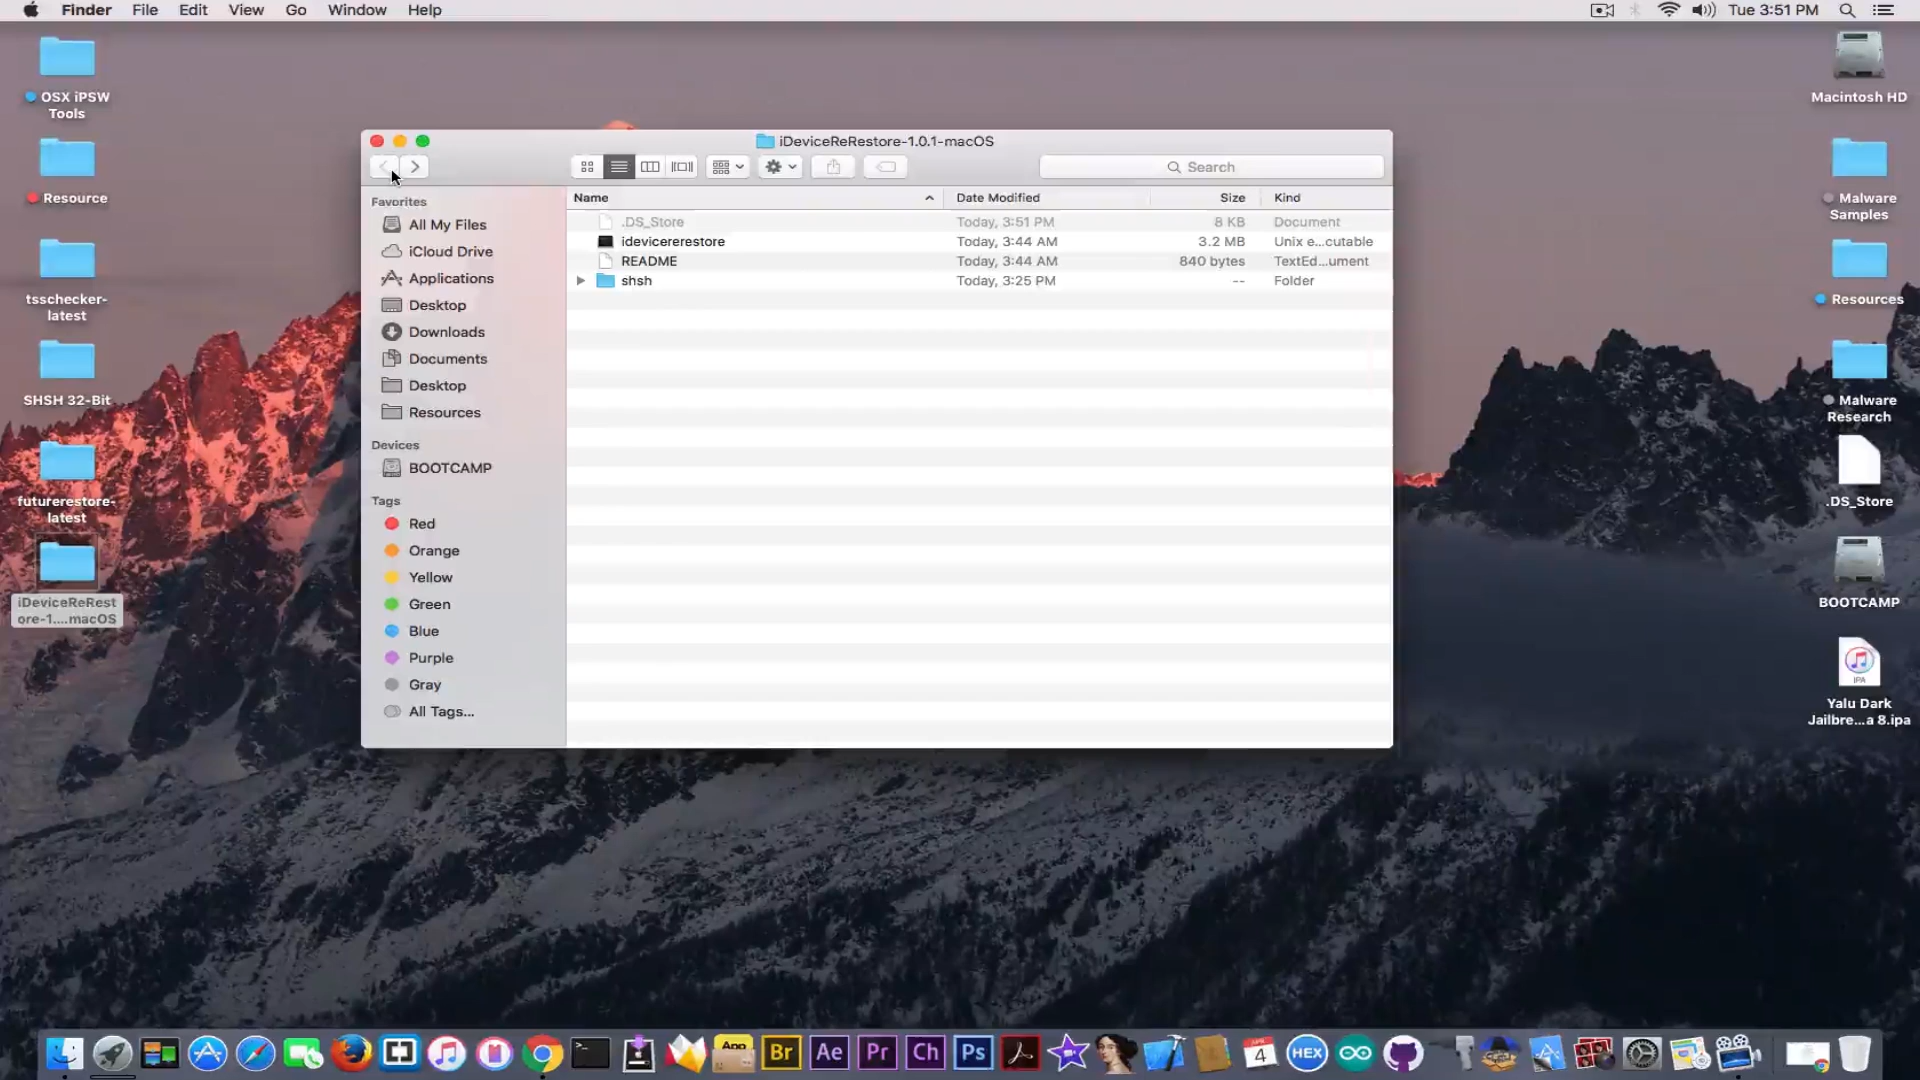 Finder File Edit View Go Window Help Tue 3:51 PM
OSX iPSW
Tools
Resource
tsschecker-
latest
SHSH 32-Bit
futurerestore-
latest
iDeviceReRest
ore-1....macOS
iDeviceReRestore-1.0.1-macOS
Search
Favorites
All My Files
iCloud Drive
Applications
Desktop
Downloads
Documents
Desktop
Resources
Devices
BOOTCAMP
Tags
Red
Orange
Yellow
Green
Blue
Purple
Gray
All Tags...
Name Date Modified Size Kind
.DS_Store Today, 3:51 PM 8 KB Document
idevicererestore Today, 3:44 AM 3.2 MB Unix e...cutable
README Today, 3:44 AM 840 bytes TextEd...ument
shsh Today, 3:25 PM -- Folder
Macintosh HD
Malware
Samples
Resources
Malware
Research
.DS_Store
BOOTCAMP
IPA
Yalu Dark
Jailbre...a 8.ipa
App
Br Ae Pr Ch Ps
4
HEX